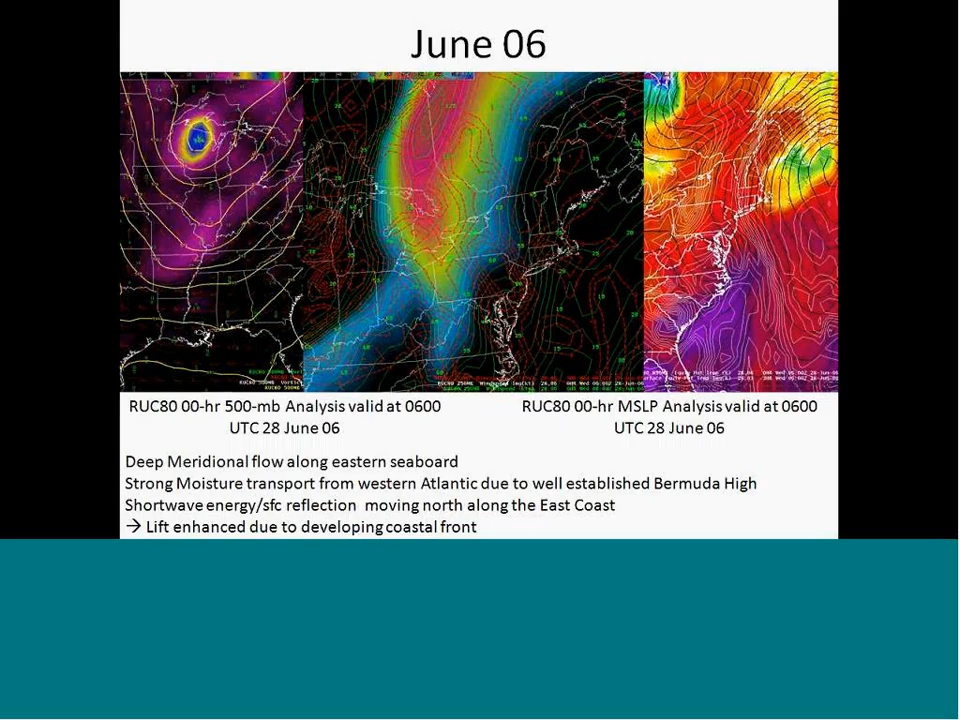 June 06
RUC80 00-hr 500-mb Analysis valid at 0600
UTC 28 June 06
RUC80 00-hr MSLP Analysis valid at 0600
UTC 28 June 06
Deep Meridional flow along eastern seaboard
Strong Moisture transport from western Atlantic due to well established Bermuda High
Shortwave energy/sfc reflection moving north along the East Coast
→ Lift enhanced due to developing coastal front